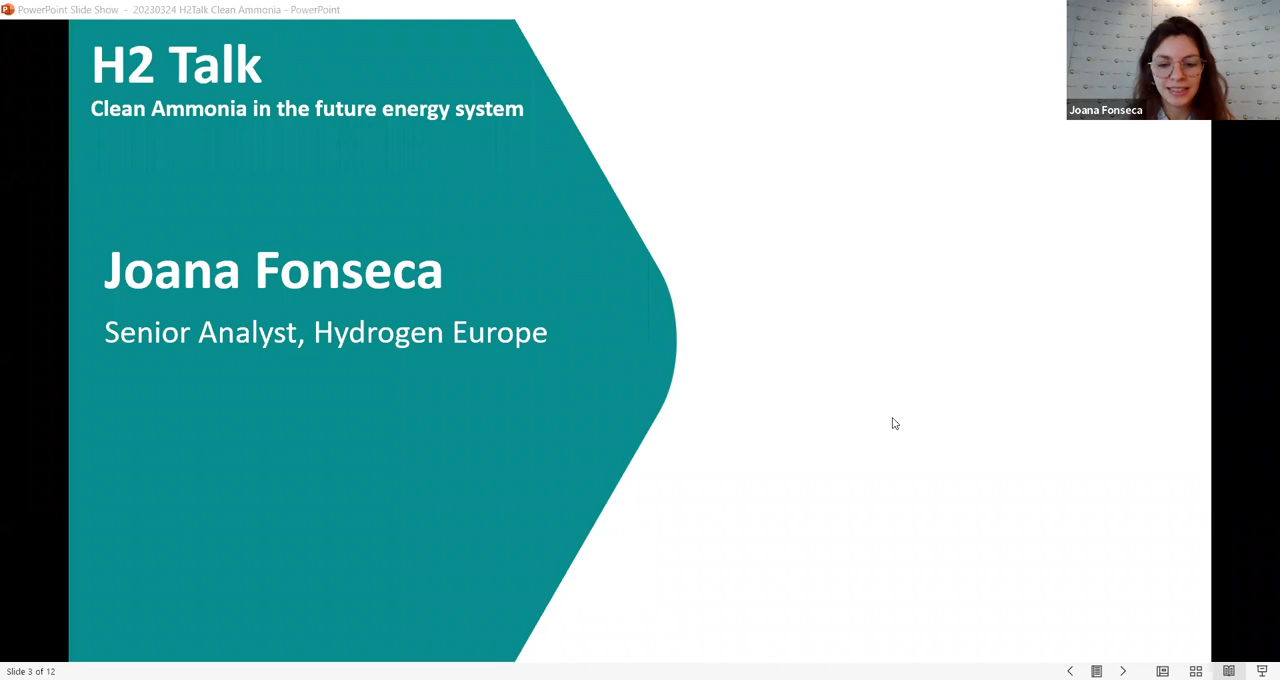 PowerPoint Slide Show - 20230324 H2Talk Clean Ammonia - PowerPoint
H2 Talk
Clean Ammonia in the future energy system
Joana Fonseca
Joana Fonseca
Senior Analyst, Hydrogen Europe
Slide 3 of 12